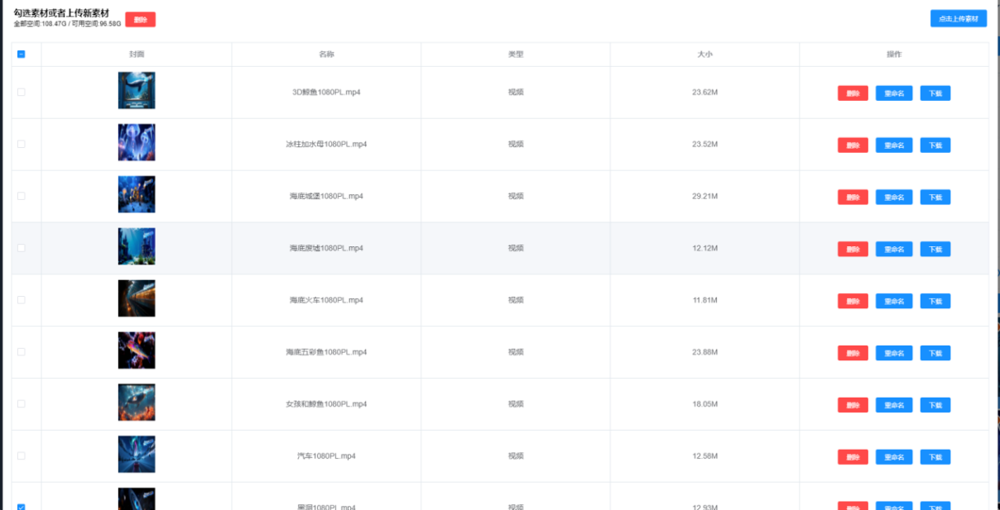 勾选素材或者上传新素材
全部空间:108.47G / 可用空间:96.58G 删除 点击上传素材
封面 名称 类型 大小 操作
3D鲸鱼1080PL.mp4 视频 23.62M 删除 重命名 下载
冰柱加水母1080PL.mp4 视频 23.52M 删除 重命名 下载
海底城堡1080PL.mp4 视频 29.21M 删除 重命名 下载
海底废墟1080PL.mp4 视频 12.12M 删除 重命名 下载
海底火车1080PL.mp4 视频 11.81M 删除 重命名 下载
海底五彩鱼1080PL.mp4 视频 23.88M 删除 重命名 下载
女孩和鲸鱼1080PL.mp4 视频 18.05M 删除 重命名 下载
汽车1080PL.mp4 视频 12.58M 删除 重命名 下载
黑洞1080PL.mp4 视频 12.93M 删除 重命名 下载